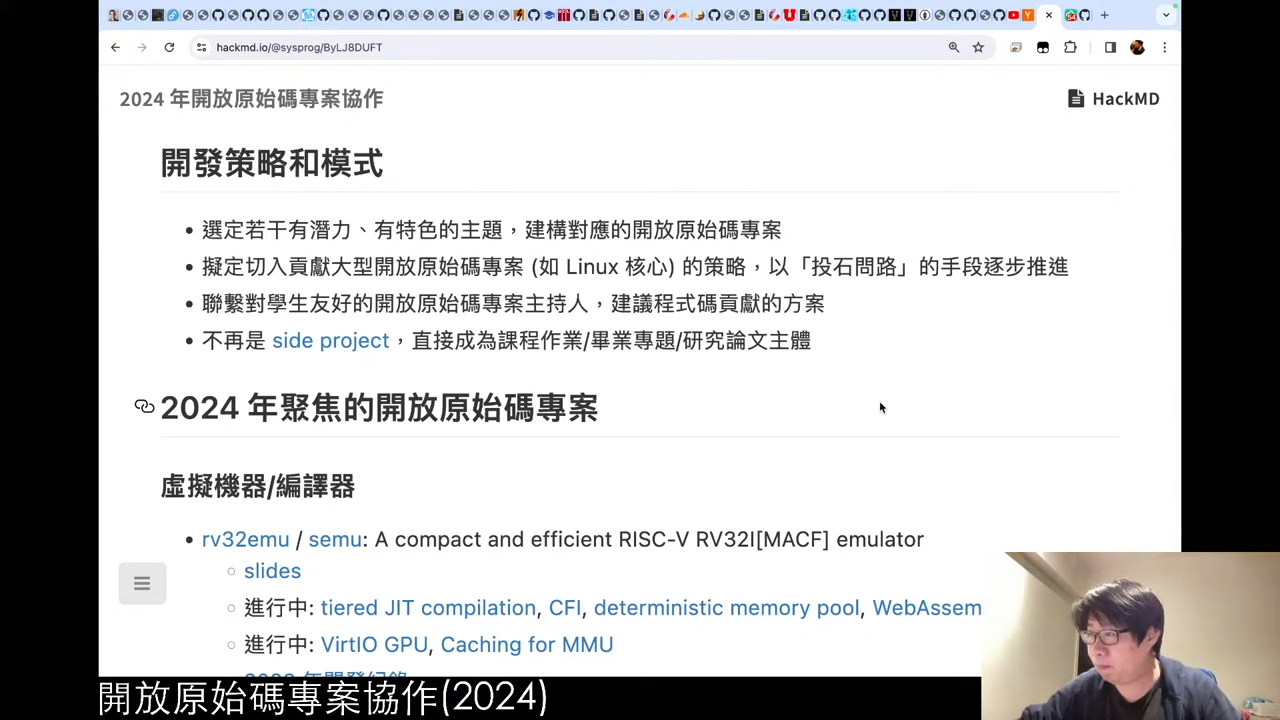 hackmd.io/@sysprog/ByLJ8DUFT
2024 年開放原始碼專案協作
HackMD
開發策略和模式
• 選定若干有潛力、有特色的主題，建構對應的開放原始碼專案
• 擬定切入貢獻大型開放原始碼專案 (如 Linux 核心) 的策略，以「投石問路」的手段逐步推進
• 聯繫對學生友好的開放原始碼專案主持人，建議程式碼貢獻的方案
• 不再是 side project，直接成為課程作業/畢業專題/研究論文主體
2024 年聚焦的開放原始碼專案
虛擬機器/編譯器
• rv32emu / semu: A compact and efficient RISC-V RV32I[MACF] emulator
◦ slides
◦ 進行中: tiered JIT compilation, CFI, deterministic memory pool, WebAssem
◦ 進行中: VirtIO GPU, Caching for MMU
開放原始碼專案協作(2024)